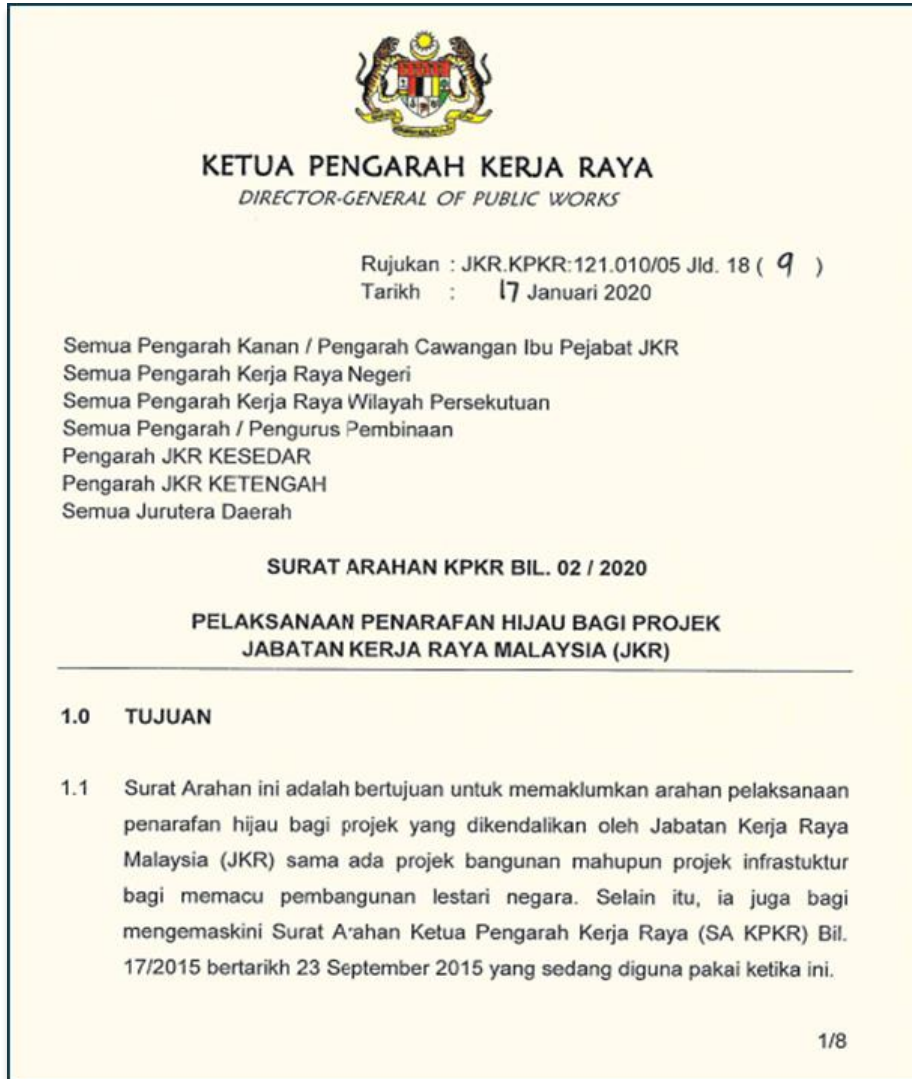 KETUA PENGARAH KERJA RAYA
DIRECTOR-GENERAL OF PUBLIC WORKS
Rujukan : JKR.KPKR:121.010/05 Jld. 18 ( 9 )
Tarikh : 17 Januari 2020
Semua Pengarah Kanan / Pengarah Cawangan Ibu Pejabat JKR
Semua Pengarah Kerja Raya Negeri
Semua Pengarah Kerja Raya Wilayah Persekutuan
Semua Pengarah / Pengurus Pembinaan
Pengarah JKR KESEDAR
Pengarah JKR KETENGAH
Semua Jurutera Daerah
SURAT ARAHAN KPKR BIL. 02 / 2020
PELAKSANAAN PENARAFAN HIJAU BAGI PROJEK
JABATAN KERJA RAYA MALAYSIA (JKR)
1.0 TUJUAN
1.1 Surat Arahan ini adalah bertujuan untuk memaklumkan arahan pelaksanaan
penarafan hijau bagi projek yang dikendalikan oleh Jabatan Kerja Raya
Malaysia (JKR) sama ada projek bangunan mahupun projek infrastuktur
bagi memacu pembangunan lestari negara. Selain itu, ia juga bagi
mengemaskini Surat Arahan Ketua Pengarah Kerja Raya (SA KPKR) Bil.
17/2015 bertarikh 23 September 2015 yang sedang diguna pakai ketika ini.
1/8